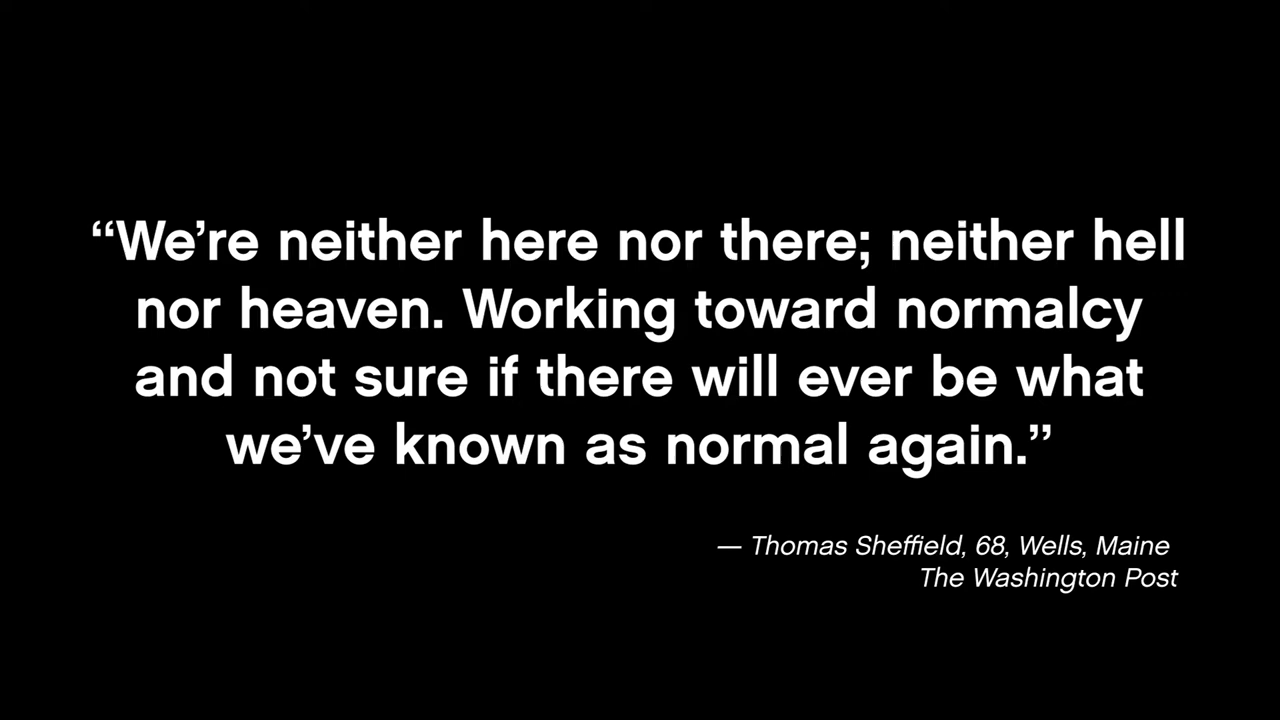 “We’re neither here nor there; neither hell
nor heaven. Working toward normalcy
and not sure if there will ever be what
we’ve known as normal again.”
— Thomas Sheffield, 68, Wells, Maine
The Washington Post